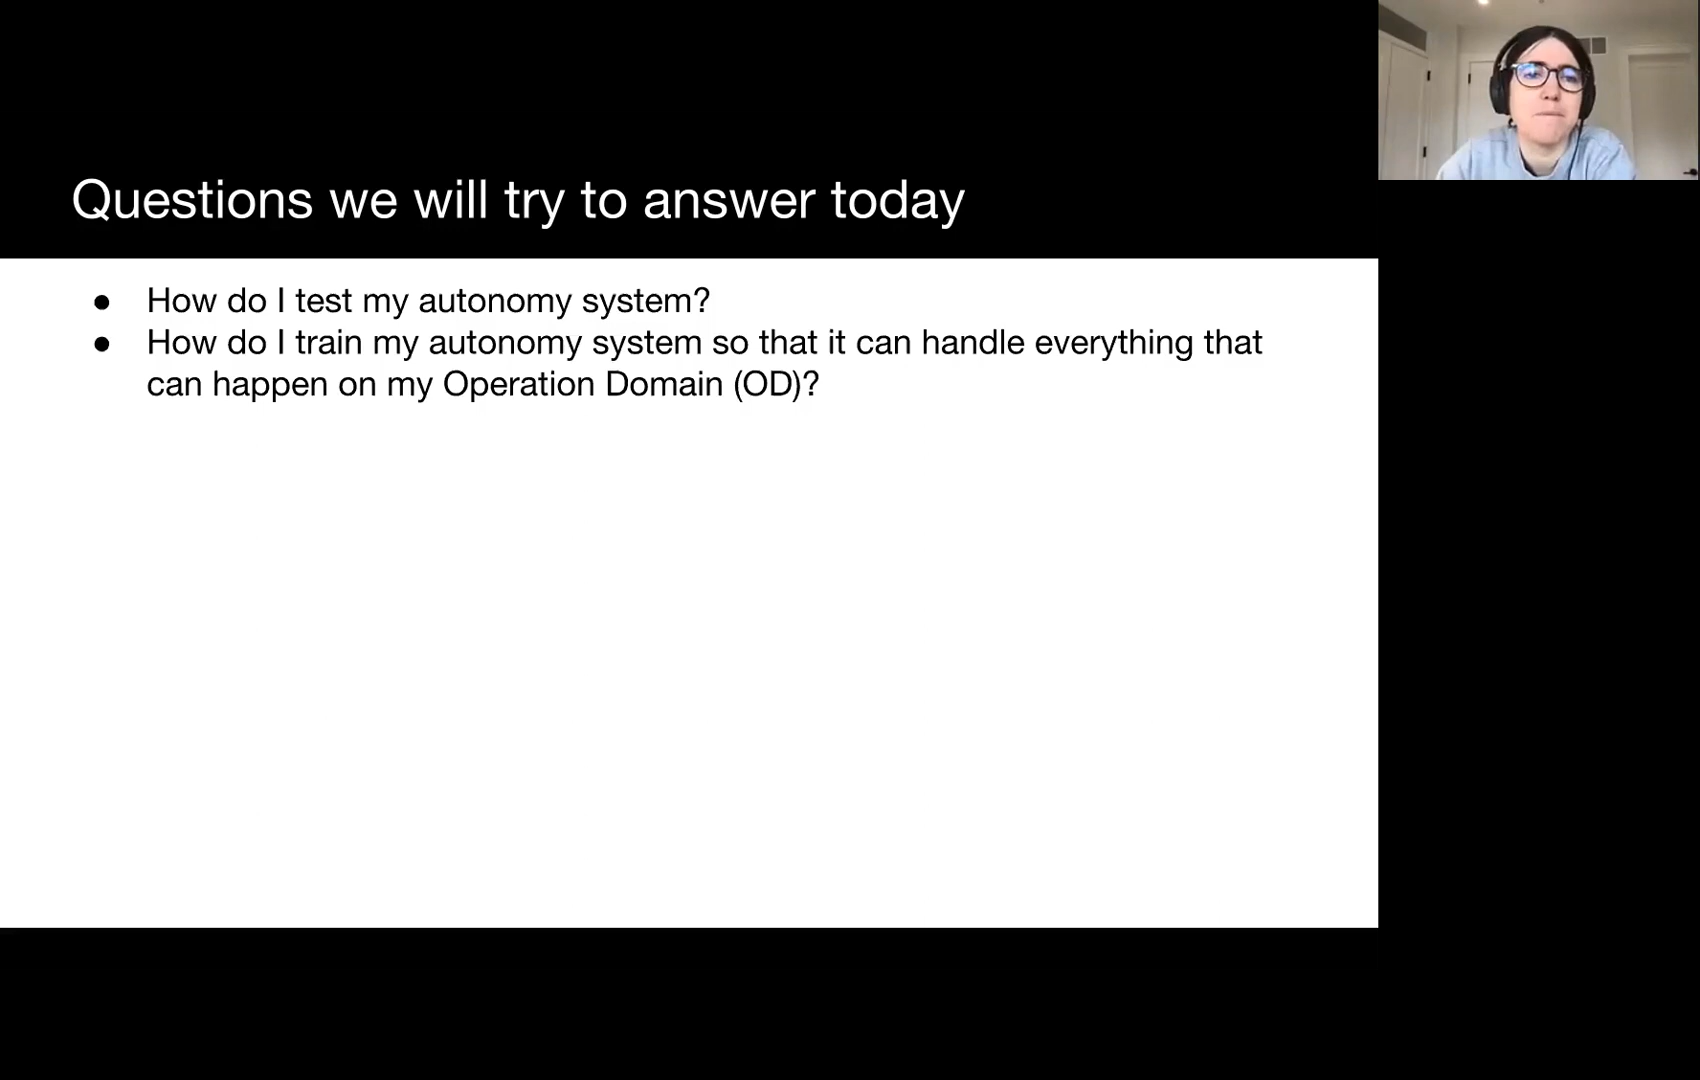 Questions we will try to answer today
● How do I test my autonomy system?
● How do I train my autonomy system so that it can handle everything that
can happen on my Operation Domain (OD)?